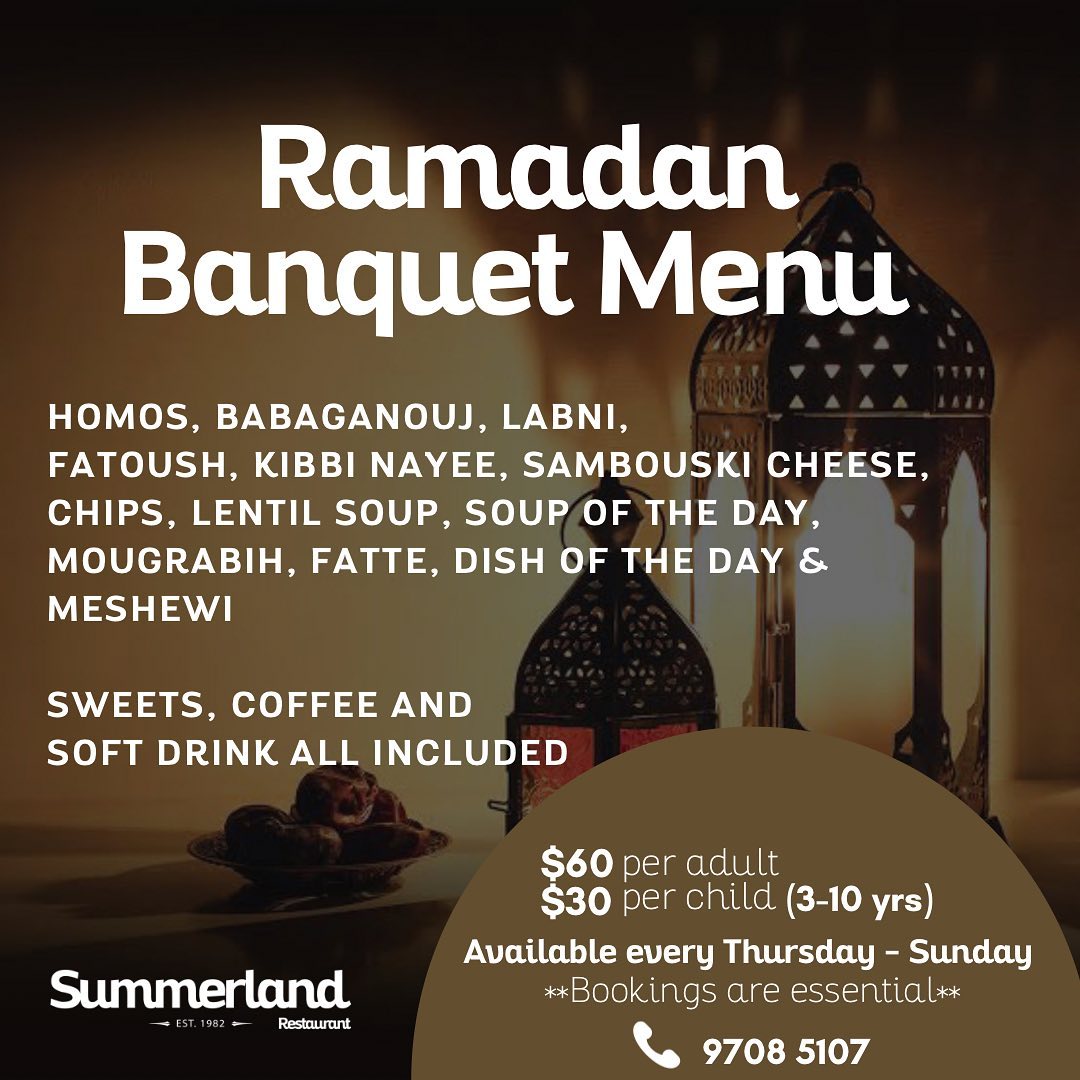 Ramadan
Banquet Menu
HOMOS, BABAGANOUJ, LABNI,
FATOUSH, KIBBI NAYEE, SAMBOUSKI CHEESE,
CHIPS, LENTIL SOUP, SOUP OF THE DAY,
MOUGRABIH, FATTE, DISH OF THE DAY &
MESHEWI
SWEETS, COFFEE AND
SOFT DRINK ALL INCLUDED
$60 per adult
$30 per child (3-10 yrs)
Available every Thursday - Sunday
**Bookings are essential**
9708 5107
Summerland
EST. 1982 Restaurant